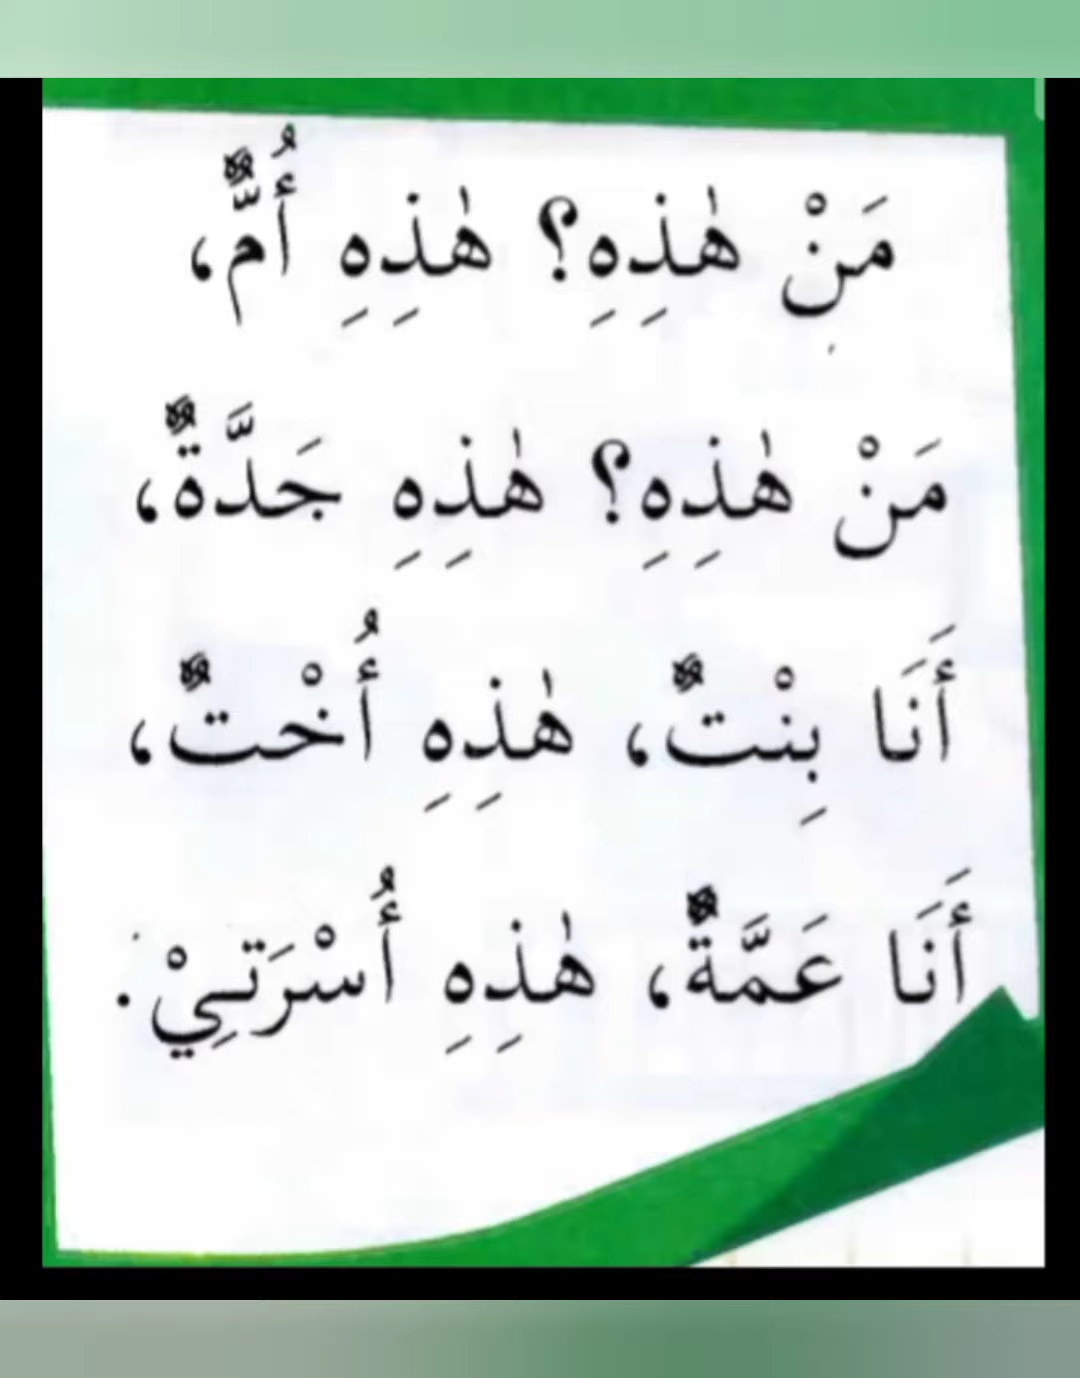 مَنْ هٰذِهِ؟ هٰذِهِ أُمٌّ،
مَنْ هٰذِهِ؟ هٰذِهِ جَدَّةٌ،
أَنَا بِنْتٌ، هٰذِهِ أُخْتٌ،
أَنَا عَمَّةٌ، هٰذِهِ أُسْرَتِيْ.